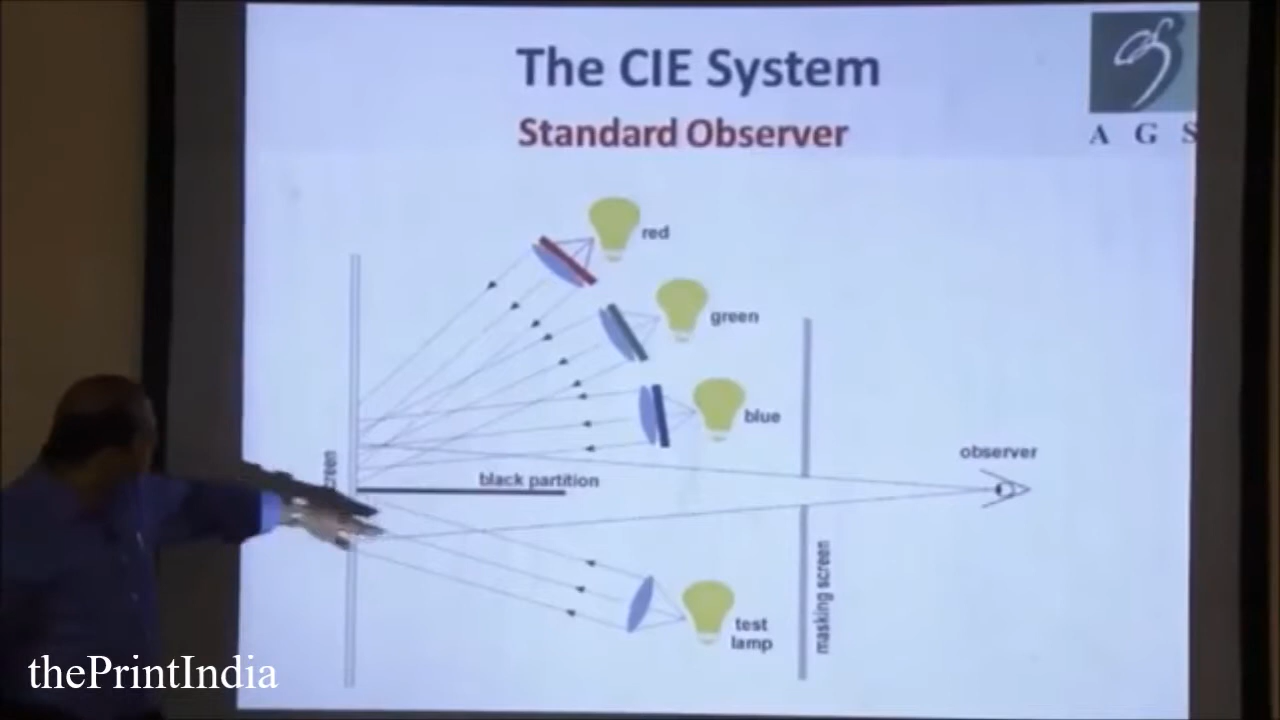 The CIE System
Standard Observer
A G S
red
green
blue
observer
black partition
masking screen
test
lamp
thePrintIndia